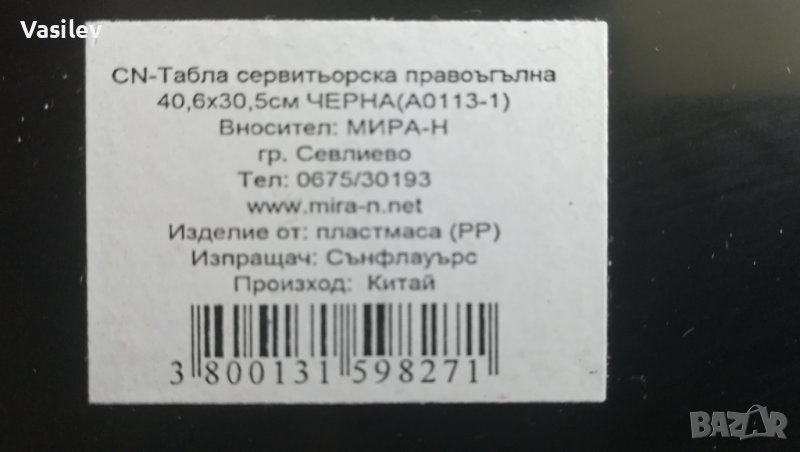 Vasilev
CN-Табла сервитьорска правоъгълна
40,6x30,5см ЧЕРНА(A0113-1)
Вносител: МИРА-Н
гр. Севлиево
Тел: 0675/30193
www.mira-n.net
Изделие от: пластмаса (PP)
Изпращач: Сънфлауърс
Произход: Китай
3 800131 598271
BAZAR